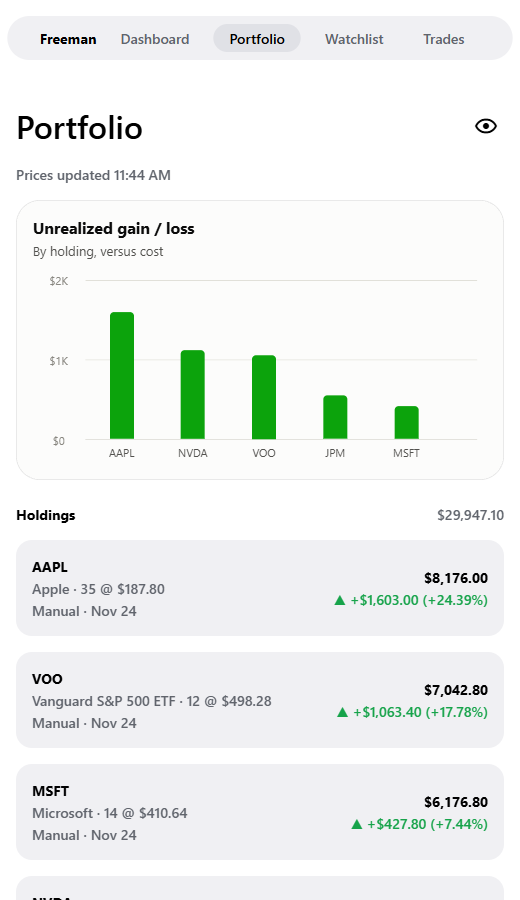 Freeman Dashboard Portfolio Watchlist Trades
Portfolio
Prices updated 11:44 AM
Unrealized gain / loss
By holding, versus cost
$2K
$1K
$0
AAPL NVDA VOO JPM MSFT
Holdings $29,947.10
AAPL
Apple · 35 @ $187.80
Manual · Nov 24
$8,176.00
▲ +$1,603.00 (+24.39%)
VOO
Vanguard S&P 500 ETF · 12 @ $498.28
Manual · Nov 24
$7,042.80
▲ +$1,063.40 (+17.78%)
MSFT
Microsoft · 14 @ $410.64
Manual · Nov 24
$6,176.80
▲ +$427.80 (+7.44%)